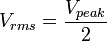 V_{rms} = \frac{V_{peak}}{2}